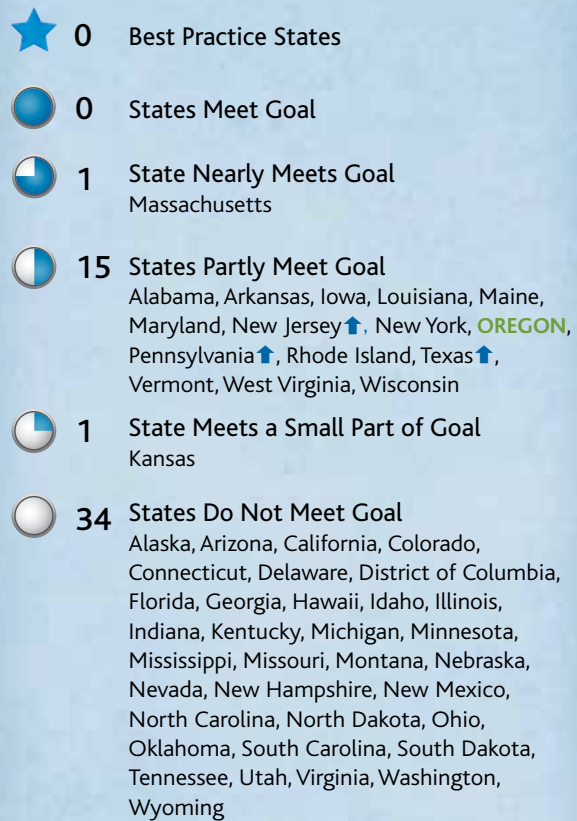 0 Best Practice States
0 States Meet Goal
1 State Nearly Meets Goal
Massachusetts
15 States Partly Meet Goal
Alabama, Arkansas, Iowa, Louisiana, Maine,
Maryland, New Jersey⬆, New York, OREGON,
Pennsylvania⬆, Rhode Island, Texas⬆,
Vermont, West Virginia, Wisconsin
1 State Meets a Small Part of Goal
Kansas
34 States Do Not Meet Goal
Alaska, Arizona, California, Colorado,
Connecticut, Delaware, District of Columbia,
Florida, Georgia, Hawaii, Idaho, Illinois,
Indiana, Kentucky, Michigan, Minnesota,
Mississippi, Missouri, Montana, Nebraska,
Nevada, New Hampshire, New Mexico,
North Carolina, North Dakota, Ohio,
Oklahoma, South Carolina, South Dakota,
Tennessee, Utah, Virginia, Washington,
Wyoming